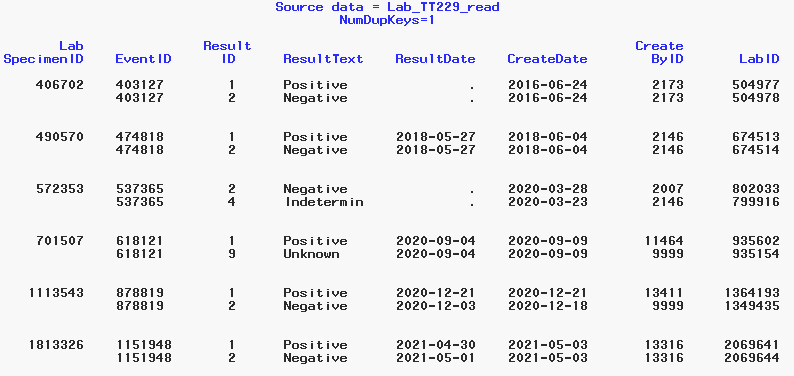 Source data = Lab_TT229_read
NumDupKeys=1
Lab Result Create
SpecimenID EventID ID ResultText ResultDate CreateDate ByID LabID
406702 403127 1 Positive . 2016-06-24 2173 504977
403127 2 Negative . 2016-06-24 2173 504978
490570 474818 1 Positive 2018-05-27 2018-06-04 2146 674513
474818 2 Negative 2018-05-27 2018-06-04 2146 674514
572353 537365 2 Negative . 2020-03-28 2007 802033
537365 4 Indetermin . 2020-03-23 2146 799916
701507 618121 1 Positive 2020-09-04 2020-09-09 11464 935602
618121 9 Unknown 2020-09-04 2020-09-09 9999 935154
1113543 878819 1 Positive 2020-12-21 2020-12-21 13411 1364193
878819 2 Negative 2020-12-03 2020-12-18 9999 1349435
1813326 1151948 1 Positive 2021-04-30 2021-05-03 13316 2069641
1151948 2 Negative 2021-05-01 2021-05-03 13316 2069644